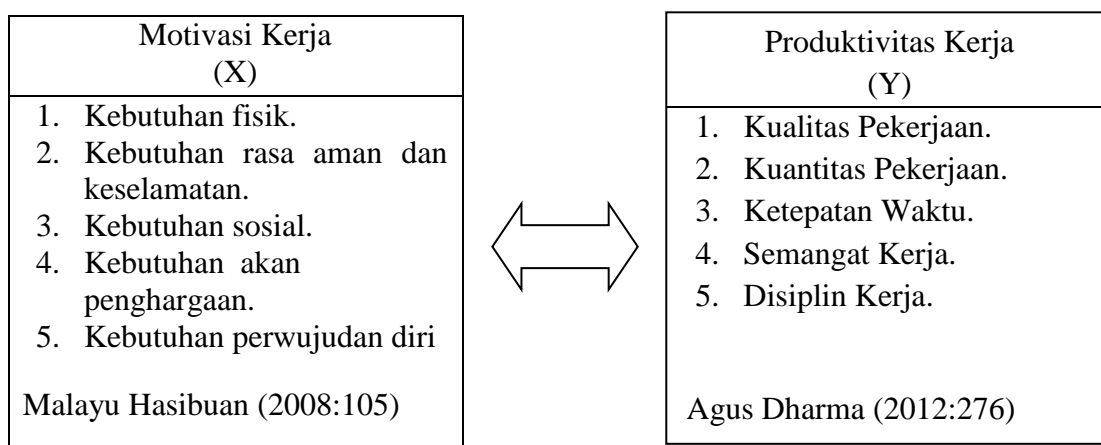 Motivasi Kerja
(X)
1. Kebutuhan fisik.
2. Kebutuhan rasa aman dan
keselamatan.
3. Kebutuhan sosial.
4. Kebutuhan akan
penghargaan.
5. Kebutuhan perwujudan diri
Malayu Hasibuan (2008:105)
Produktivitas Kerja
(Y)
1. Kualitas Pekerjaan.
2. Kuantitas Pekerjaan.
3. Ketepatan Waktu.
4. Semangat Kerja.
5. Disiplin Kerja.
Agus Dharma (2012:276)